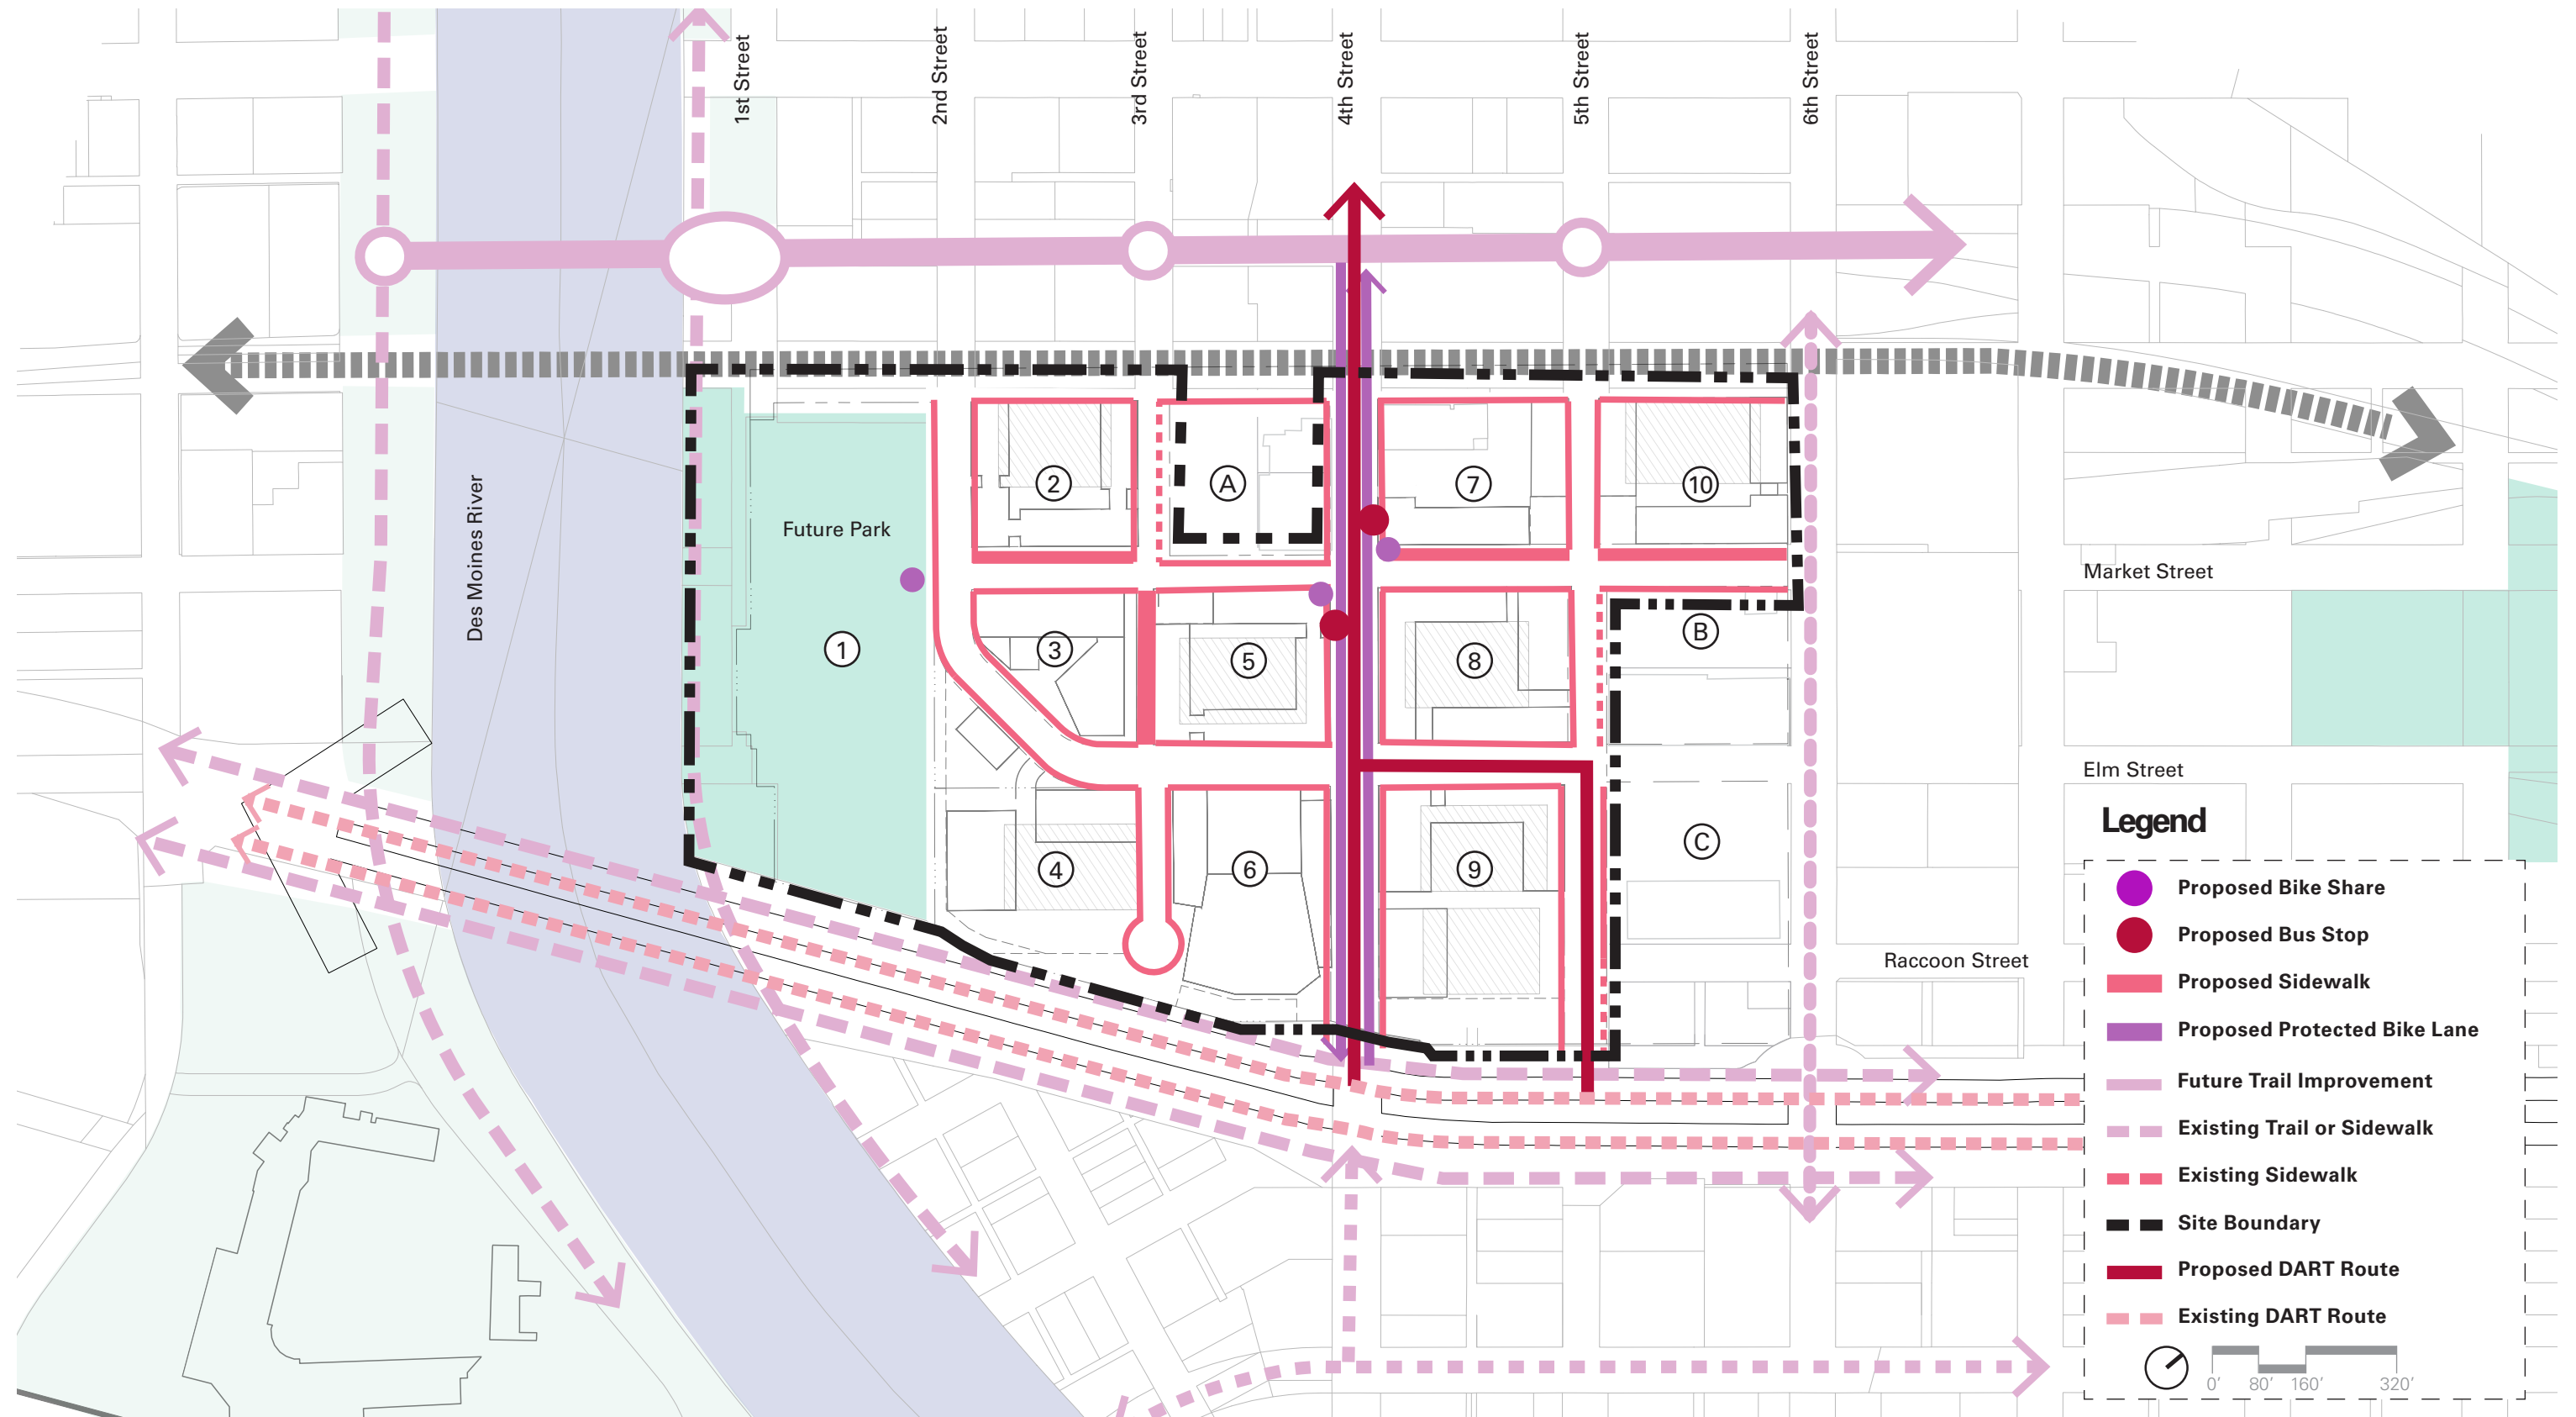 1st Street
2nd Street
3rd Street
4th Street
5th Street
6th Street
Des Moines River
Future Park
1
2
A
7
10
3
5
8
B
4
6
9
C
Market Street
Elm Street
Raccoon Street
Legend
Proposed Bike Share
Proposed Bus Stop
Proposed Sidewalk
Proposed Protected Bike Lane
Future Trail Improvement
Existing Trail or Sidewalk
Existing Sidewalk
Site Boundary
Proposed DART Route
Existing DART Route
0' 80' 160' 320'